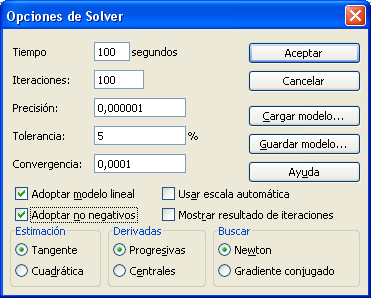 Opciones de Solver
Tiempo 100 segundos Aceptar
Iteraciones: 100 Cancelar
Precisión: 0,000001 Cargar modelo...
Tolerancia: 5 % Guardar modelo...
Convergencia: 0,0001 Ayuda
Adoptar modelo lineal Usar escala automática
Adoptar no negativos Mostrar resultado de iteraciones
Estimación Derivadas Buscar
Tangente Progresivas Newton
Cuadrática Centrales Gradiente conjugado